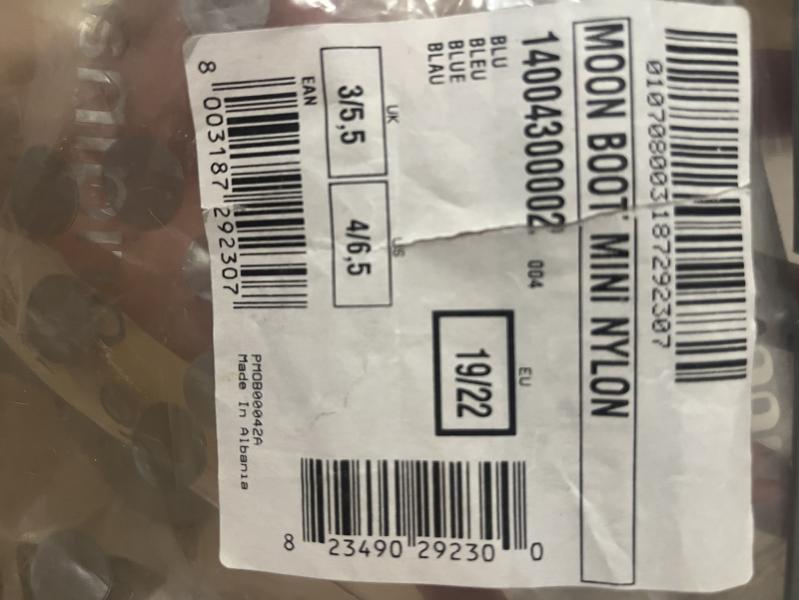 010708003187292307
MOON BOOT MINI NYLON
14004300002 004
BLU
BLEU
BLUE
BLAU
EU
19/22
UK
3/5,5
US
4/6,5
EAN
8 003187 292307
PMOB00042A
Made In Albania
8 23490 29230 0